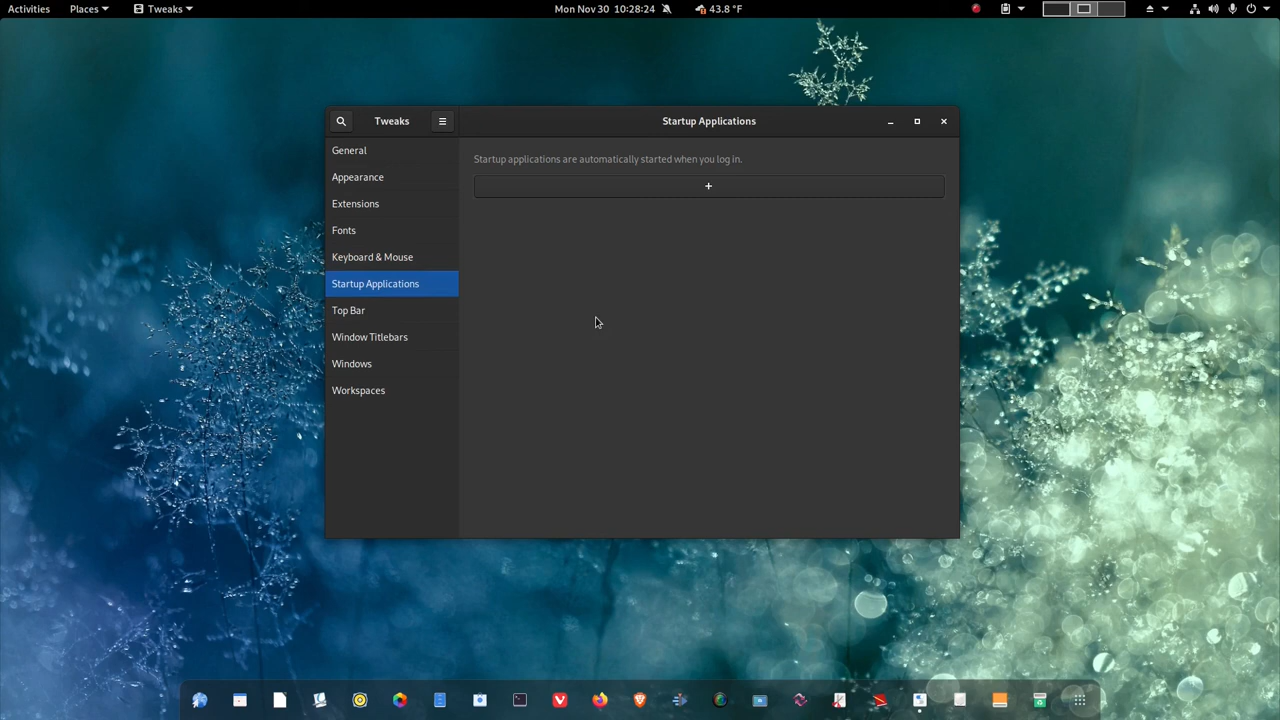 Activities Places Tweaks Mon Nov 30 10:28:24 43.8 °F
Tweaks Startup Applications
General
Appearance
Extensions
Fonts
Keyboard & Mouse
Startup Applications
Top Bar
Window Titlebars
Windows
Workspaces
Startup applications are automatically started when you log in.
+